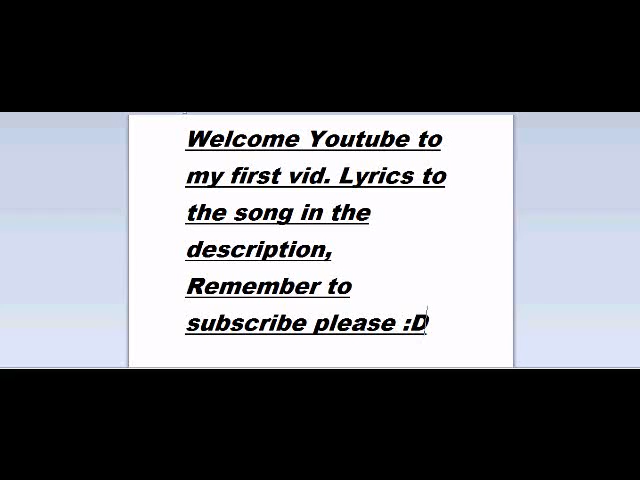 Welcome Youtube to
my first vid. Lyrics to
the song in the
description,
Remember to
subscribe please :D